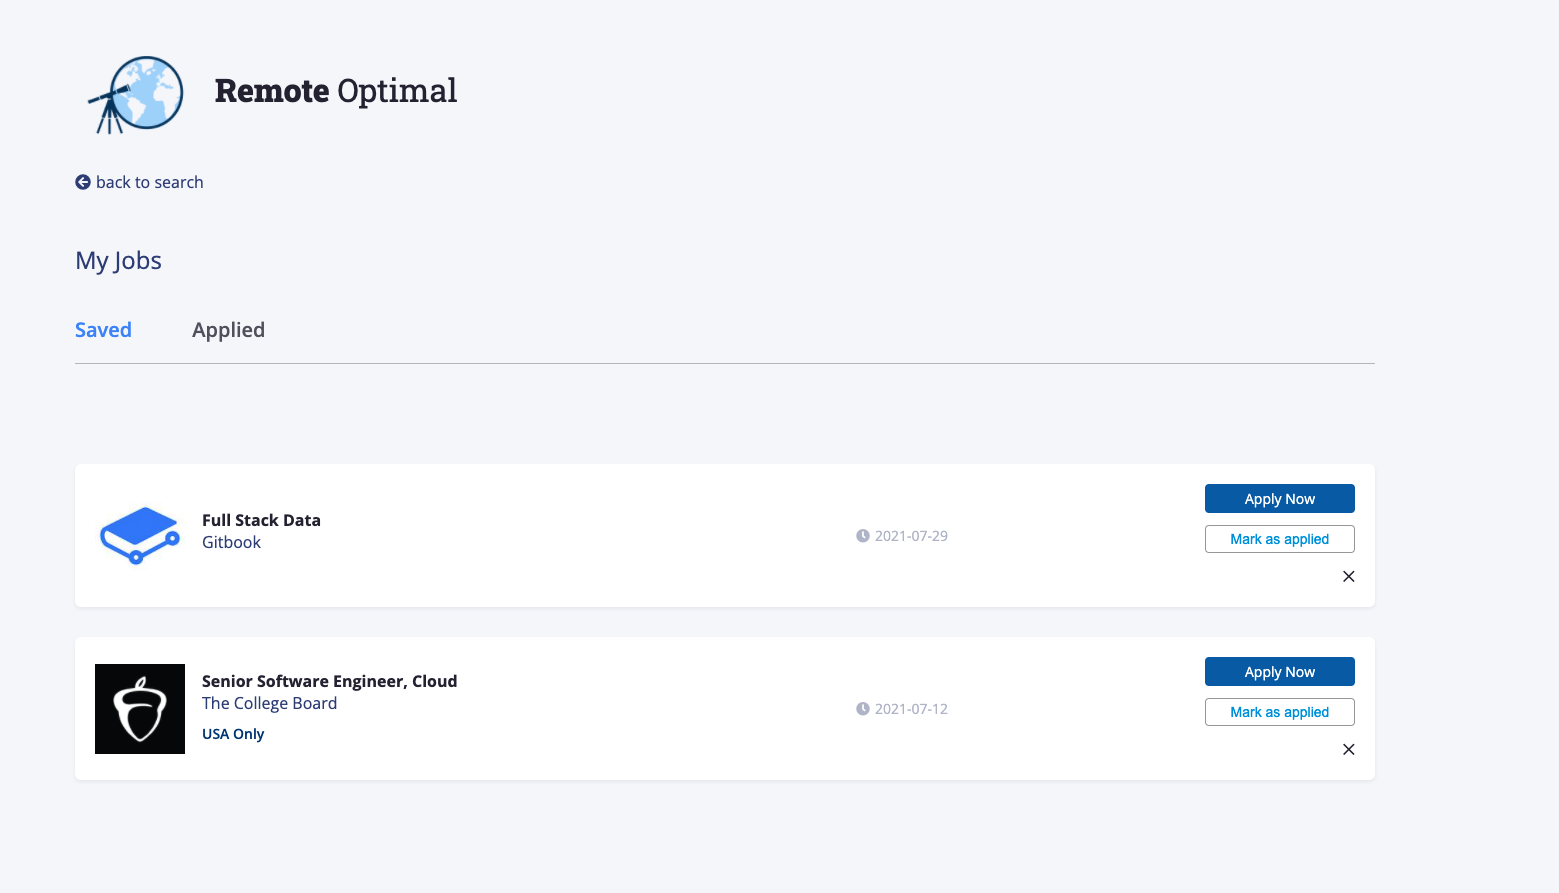 Remote Optimal
back to search
My Jobs
Saved Applied
Full Stack Data
Gitbook
2021-07-29
Apply Now
Mark as applied
Senior Software Engineer, Cloud
The College Board
USA Only
2021-07-12
Apply Now
Mark as applied